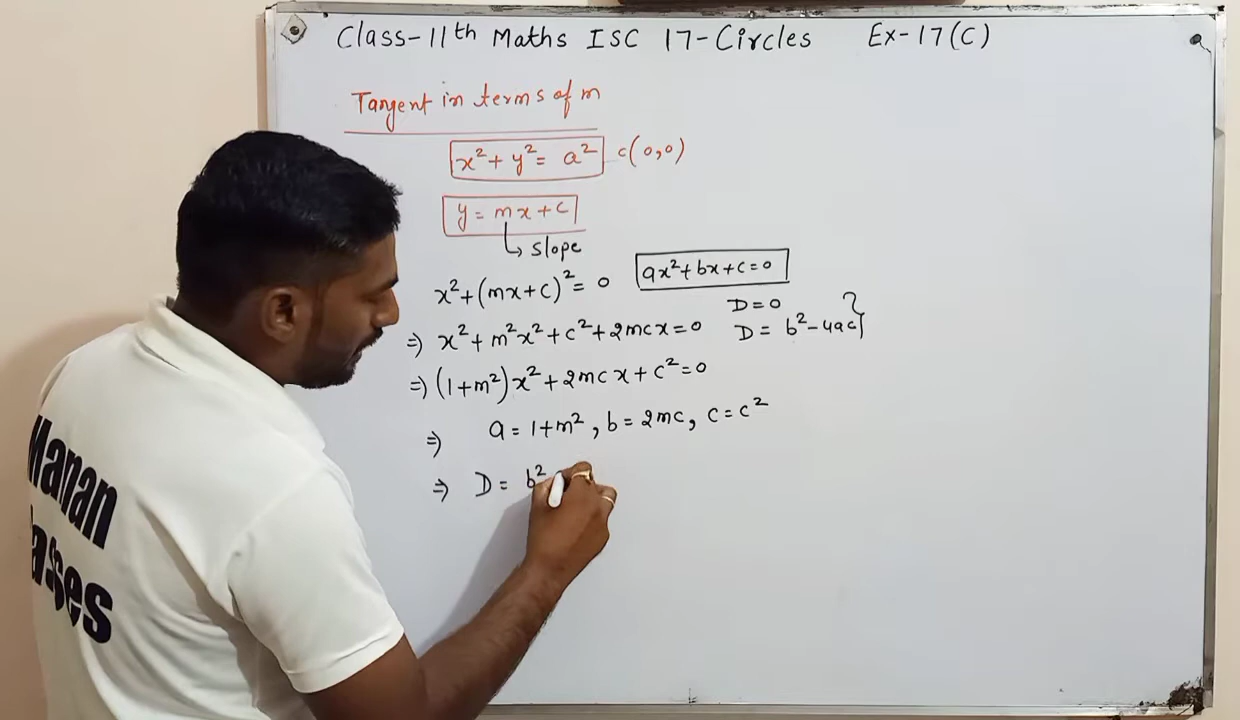 Class-11th Maths ISC 17-Circles Ex-17(C)
Tangent in terms of m
x²+y²= a² c(0,0)
y = mx+c
↳ slope
x²+(mx+c)²= 0 ax²+bx+c=0
D=0
⇒ x²+m²x²+c²+2mcx=0 D= b²-4ac}
⇒ (1+m²)x²+2mcx+c²=0
⇒ a = 1+m², b= 2mc, c=c²
⇒ D= b²
Manan